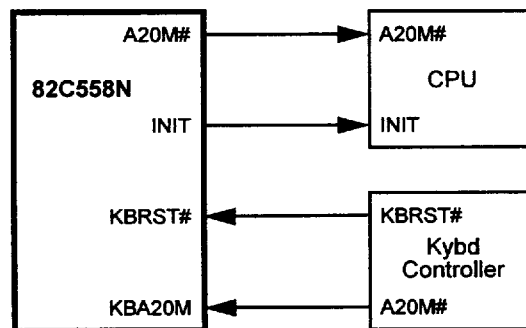 A20M#
82C558N
INIT
KBRST#
KBA20M
A20M#
CPU
INIT
KBRST#
Kybd
Controller
A20M#